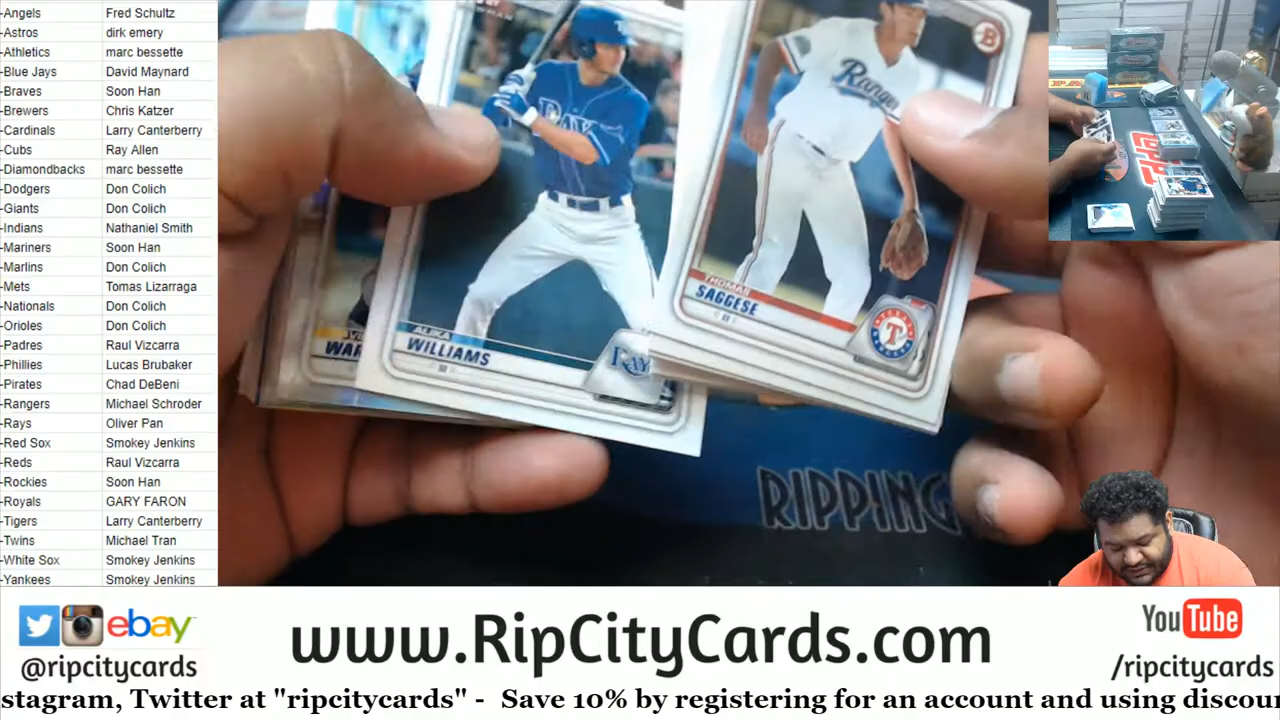 -Angels Fred Schultz
-Astros dirk emery
-Athletics marc bessette
-Blue Jays David Maynard
-Braves Soon Han
-Brewers Chris Katzer
-Cardinals Larry Canterberry
-Cubs Ray Allen
-Diamondbacks marc bessette
-Dodgers Don Colich
-Giants Don Colich
-Indians Nathaniel Smith
-Mariners Soon Han
-Marlins Don Colich
-Mets Tomas Lizarraga
-Nationals Don Colich
-Orioles Don Colich
-Padres Raul Vizcarra
-Phillies Lucas Brubaker
-Pirates Chad DeBeni
-Rangers Michael Schroder
-Rays Oliver Pan
-Red Sox Smokey Jenkins
-Reds Raul Vizcarra
-Rockies Soon Han
-Royals GARY FARON
-Tigers Larry Canterberry
-Twins Michael Tran
-White Sox Smokey Jenkins
-Yankees Smokey Jenkins
RAYS
ALIKA
WILLIAMS
RAYS
WAR
Rangers
B
THOMAS
SAGGESE
T
RIPPING
ebay
@ripcitycards
www.RipCityCards.com
YouTube
/ripcitycards
stagram, Twitter at "ripcitycards" - Save 10% by registering for an account and using discou